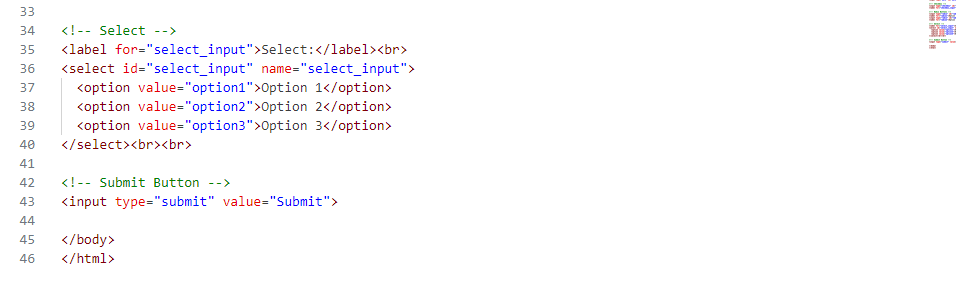 33
34 <!-- Select -->
35 <label for="select_input">Select:</label><br>
36 <select id="select_input" name="select_input">
37   <option value="option1">Option 1</option>
38   <option value="option2">Option 2</option>
39   <option value="option3">Option 3</option>
40 </select><br><br>
41
42 <!-- Submit Button -->
43 <input type="submit" value="Submit">
44
45 </body>
46 </html>